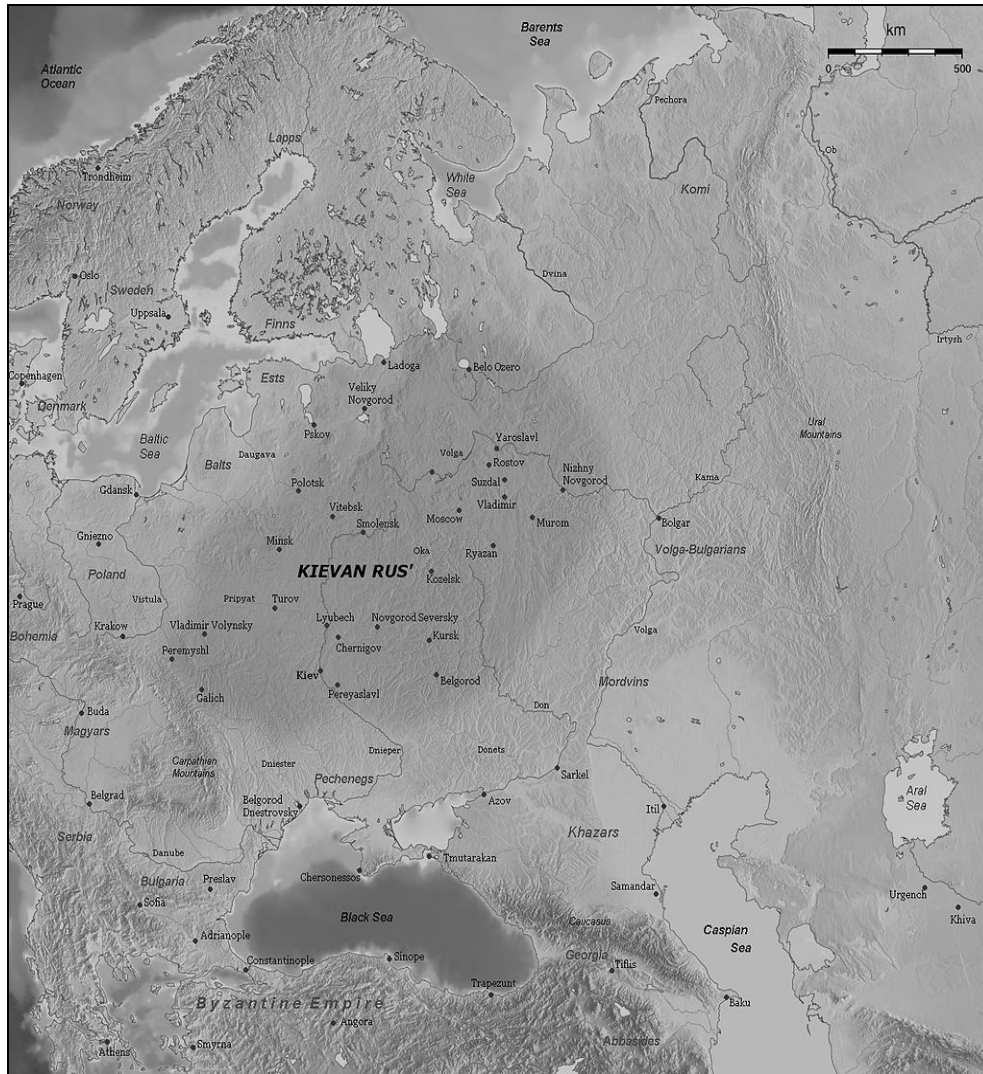 Barents
Sea
km
0
500
Atlantic
Ocean
Pechora
Lapps
Ob
Trondheim
White
Sea
Komi
Norway
Dvina
Oslo
Sweden
Uppsala
Finns
Irtysh
Ladoga
Belo Ozero
Copenhagen
Ests
Veliky
Novgorod
Denmark
Pskov
Ural
Mountains
Baltic
Sea
Yaroslavl
Daugava
Volga
Balts
Rostov
Nizhny
Novgorod
Suzdal
Kama
Polotsk
Gdansk
Vladimir
Vitebsk
Moscow
Murom
Bolgar
Smolensk
Gniezno
Minsk
Oka
Ryazan
Volga-Bulgarians
KIEVAN RUS'
Poland
Kozelsk
Prague
Vistula
Pripyat
Turov
Lyubech
Novgorod Seversky
Vladimir Volynsky
Volga
Bohemia
Krakow
Chernigov
Kursk
Peremyshl
Kiev
Belgorod
Mordvins
Galich
Pereyaslavl
Don
Buda
Magyars
Dnieper
Donets
Carpathian
Mountains
Dniester
Pechenegs
Sarkel
Belgrad
Belgorod
Dnestrovsky
Azov
Itil
Aral
Sea
Serbia
Khazars
Danube
Tmutarakan
Bulgaria
Preslav
Chersonessos
Samandar
Urgench
Sofia
Khiva
Black Sea
Caucasus
Caspian
Sea
Adrianople
Georgia
Constantinople
Sinope
Tiflis
Trapezunt
Byzantine Empire
Baku
Angora
Athens
Smyrna
Abbasides